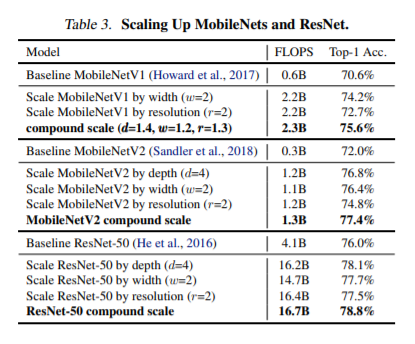 Table 3. Scaling Up MobileNets and ResNet.
Model FLOPS Top-1 Acc.
Baseline MobileNetV1 (Howard et al., 2017) 0.6B 70.6%
Scale MobileNetV1 by width (w=2) 2.2B 74.2%
Scale MobileNetV1 by resolution (r=2) 2.2B 72.7%
compound scale (d=1.4, w=1.2, r=1.3) 2.3B 75.6%
Baseline MobileNetV2 (Sandler et al., 2018) 0.3B 72.0%
Scale MobileNetV2 by depth (d=4) 1.2B 76.8%
Scale MobileNetV2 by width (w=2) 1.1B 76.4%
Scale MobileNetV2 by resolution (r=2) 1.2B 74.8%
MobileNetV2 compound scale 1.3B 77.4%
Baseline ResNet-50 (He et al., 2016) 4.1B 76.0%
Scale ResNet-50 by depth (d=4) 16.2B 78.1%
Scale ResNet-50 by width (w=2) 14.7B 77.7%
Scale ResNet-50 by resolution (r=2) 16.4B 77.5%
ResNet-50 compound scale 16.7B 78.8%